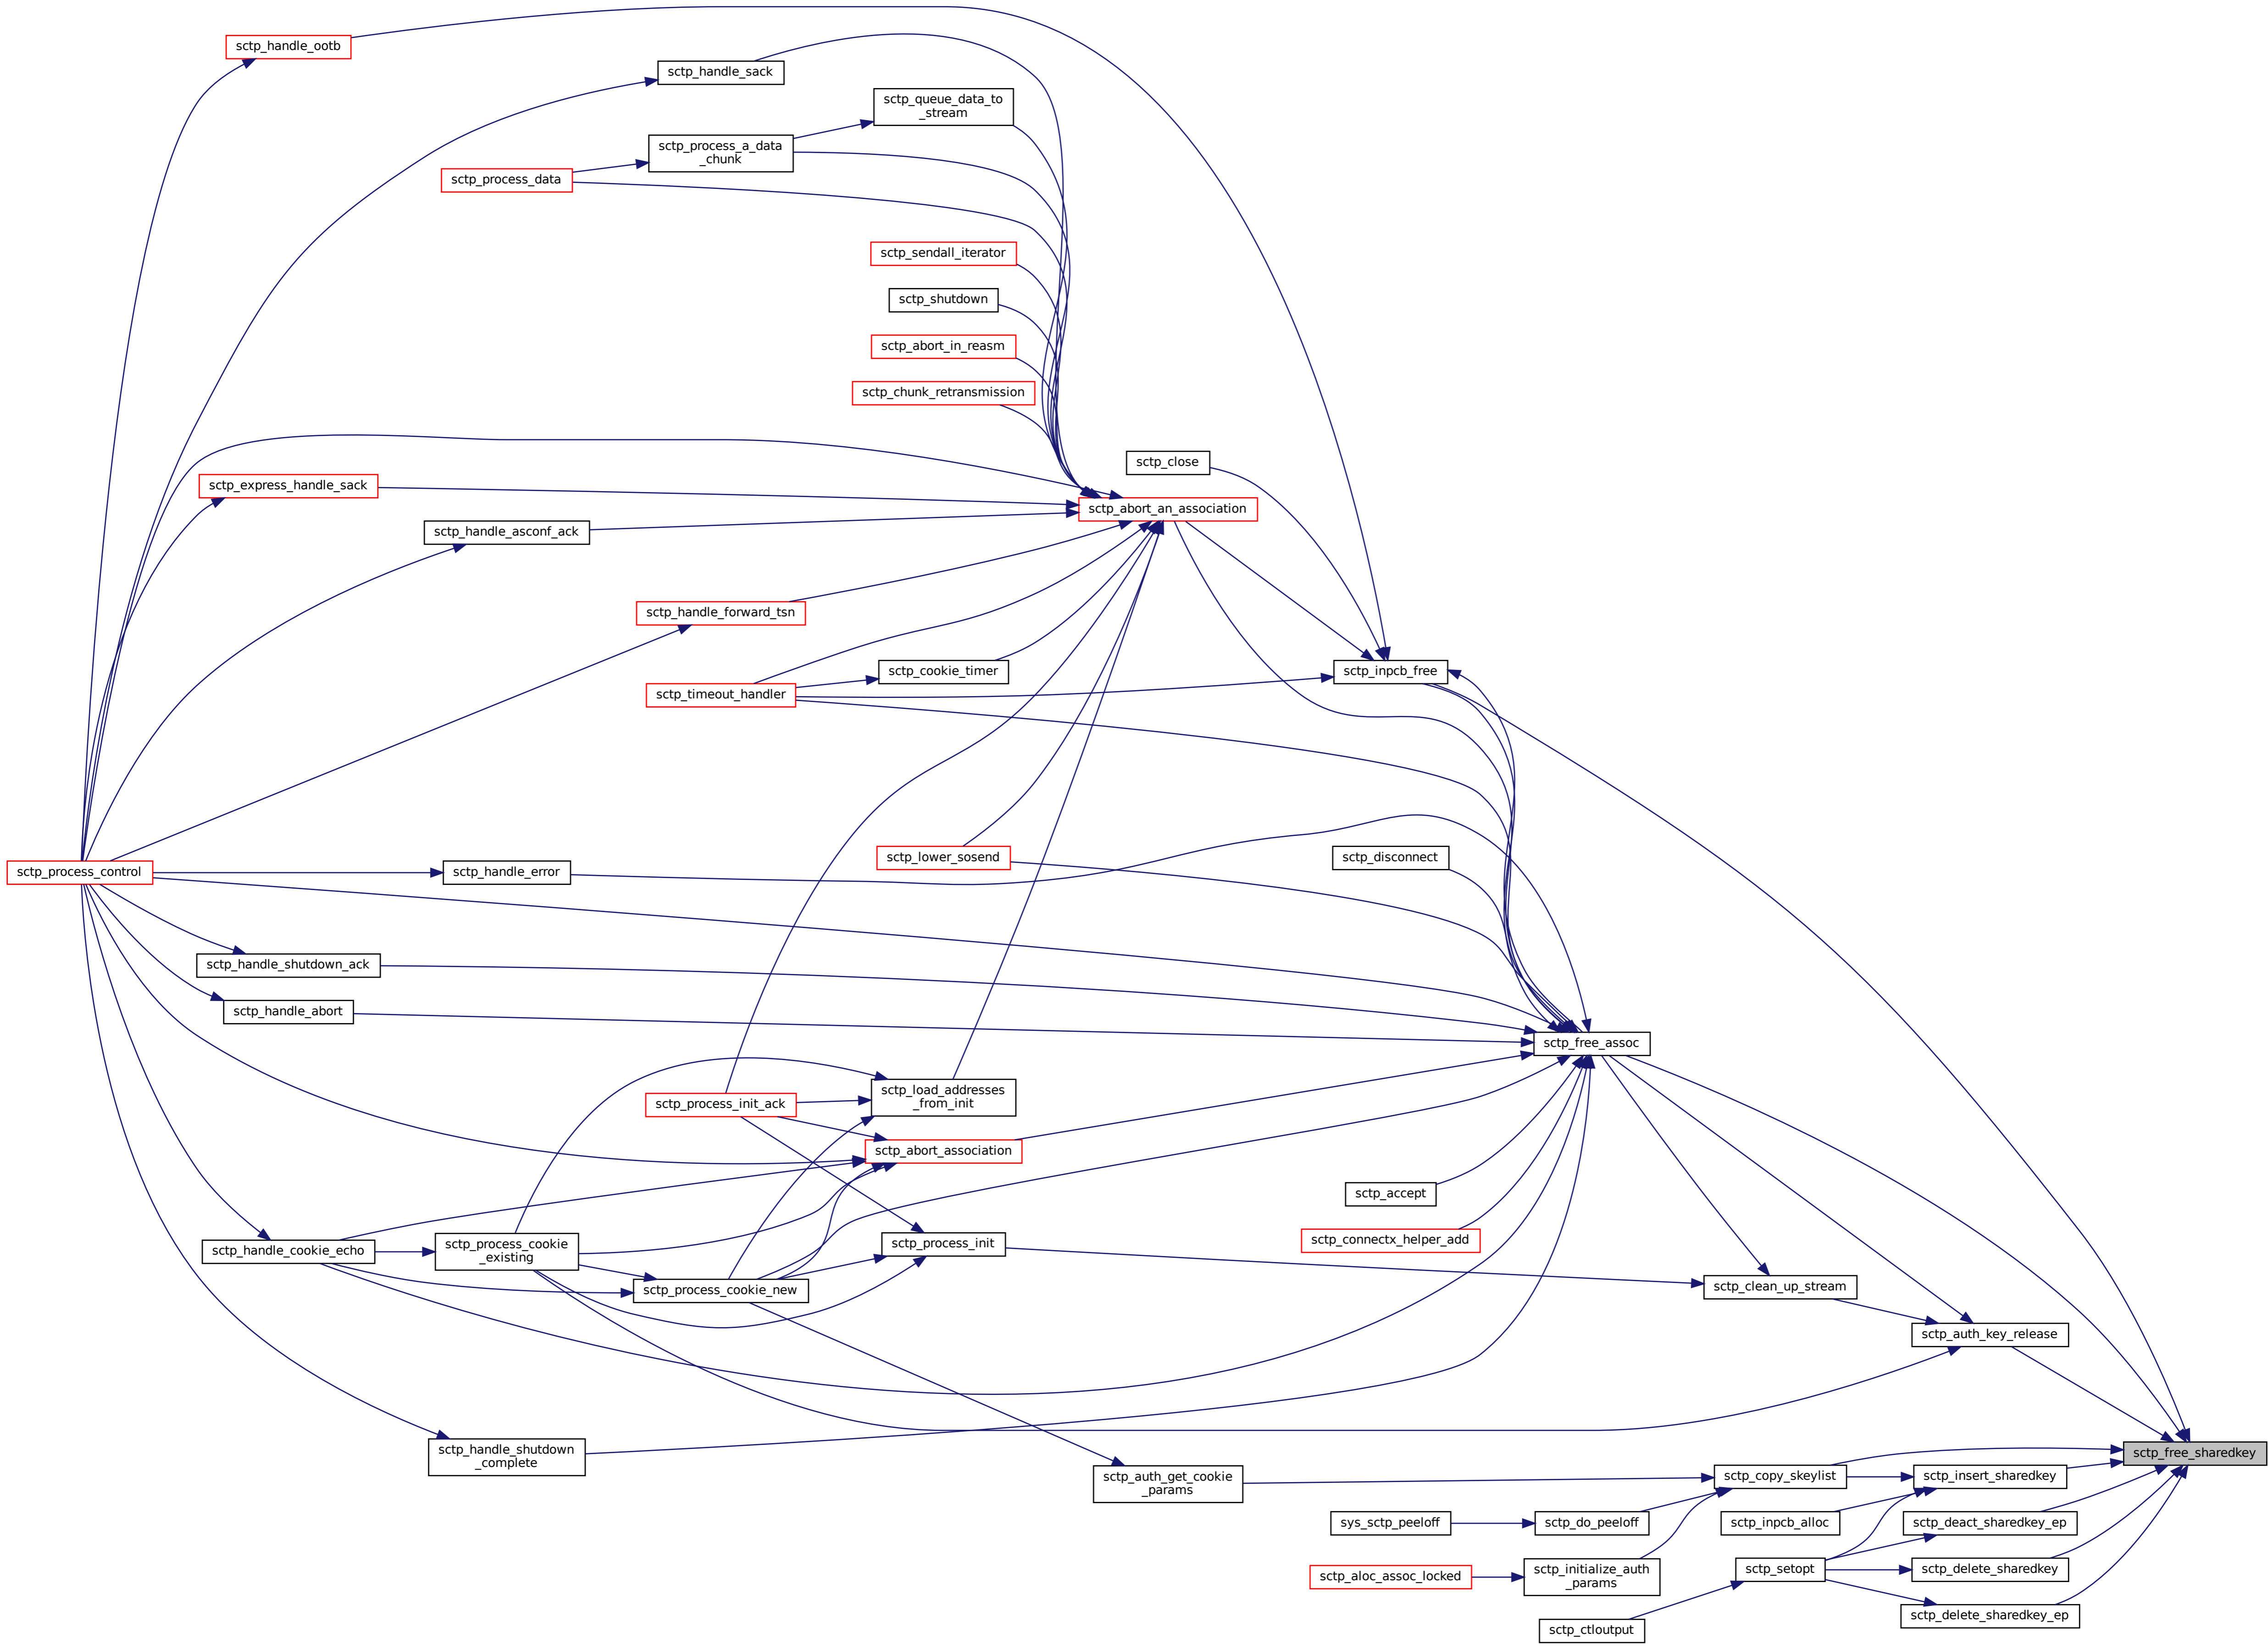 sctp_handle_ootb
sctp_handle_sack
sctp_queue_data_to
_stream
sctp_process_a_data
_chunk
sctp_process_data
sctp_sendall_iterator
sctp_shutdown
sctp_abort_in_reasm
sctp_chunk_retransmission
sctp_close
sctp_express_handle_sack
sctp_abort_an_association
sctp_handle_asconf_ack
sctp_handle_forward_tsn
sctp_cookie_timer
sctp_inpcb_free
sctp_timeout_handler
sctp_lower_sosend
sctp_disconnect
sctp_process_control
sctp_handle_error
sctp_handle_shutdown_ack
sctp_handle_abort
sctp_free_assoc
sctp_load_addresses
_from_init
sctp_process_init_ack
sctp_abort_association
sctp_accept
sctp_connectx_helper_add
sctp_process_init
sctp_handle_cookie_echo
sctp_process_cookie
_existing
sctp_process_cookie_new
sctp_clean_up_stream
sctp_auth_key_release
sctp_handle_shutdown
_complete
sctp_free_sharedkey
sctp_auth_get_cookie
_params
sctp_copy_skeylist
sctp_insert_sharedkey
sys_sctp_peeloff
sctp_do_peeloff
sctp_inpcb_alloc
sctp_deact_sharedkey_ep
sctp_aloc_assoc_locked
sctp_initialize_auth
_params
sctp_setopt
sctp_delete_sharedkey
sctp_delete_sharedkey_ep
sctp_ctloutput